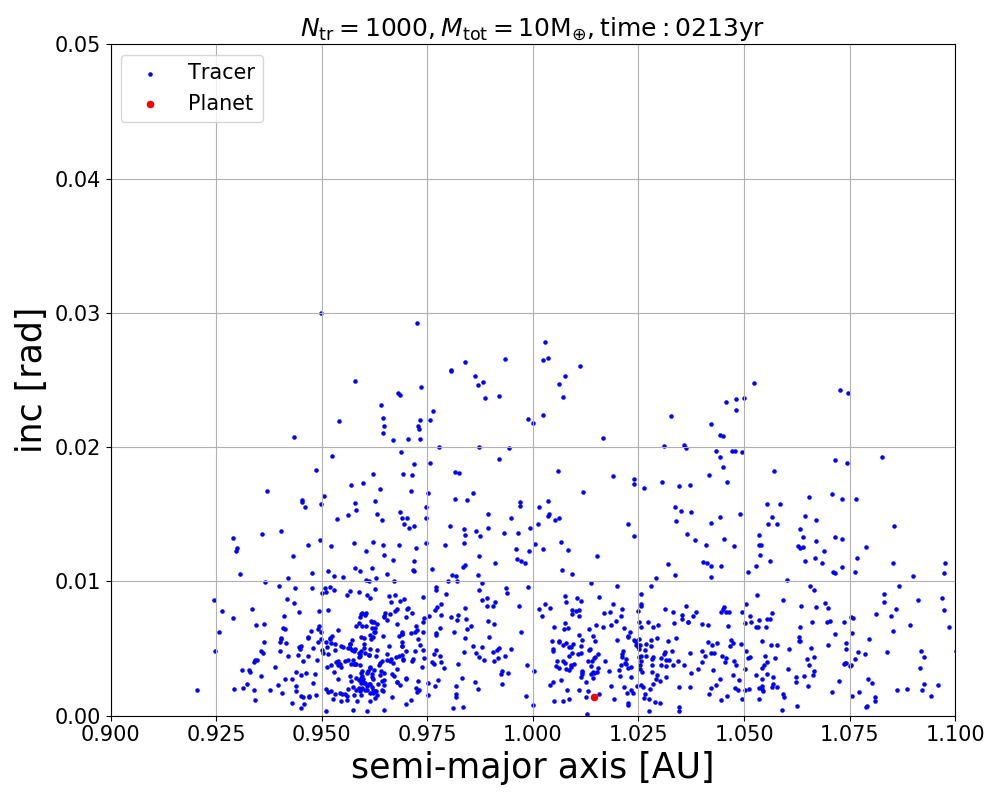 N_tr = 1000, M_tot = 10M_⊕, time : 0213yr
Tracer
Planet
inc [rad]
0.05
0.04
0.03
0.02
0.01
0.00
0.900 0.925 0.950 0.975 1.000 1.025 1.050 1.075 1.100
semi-major axis [AU]